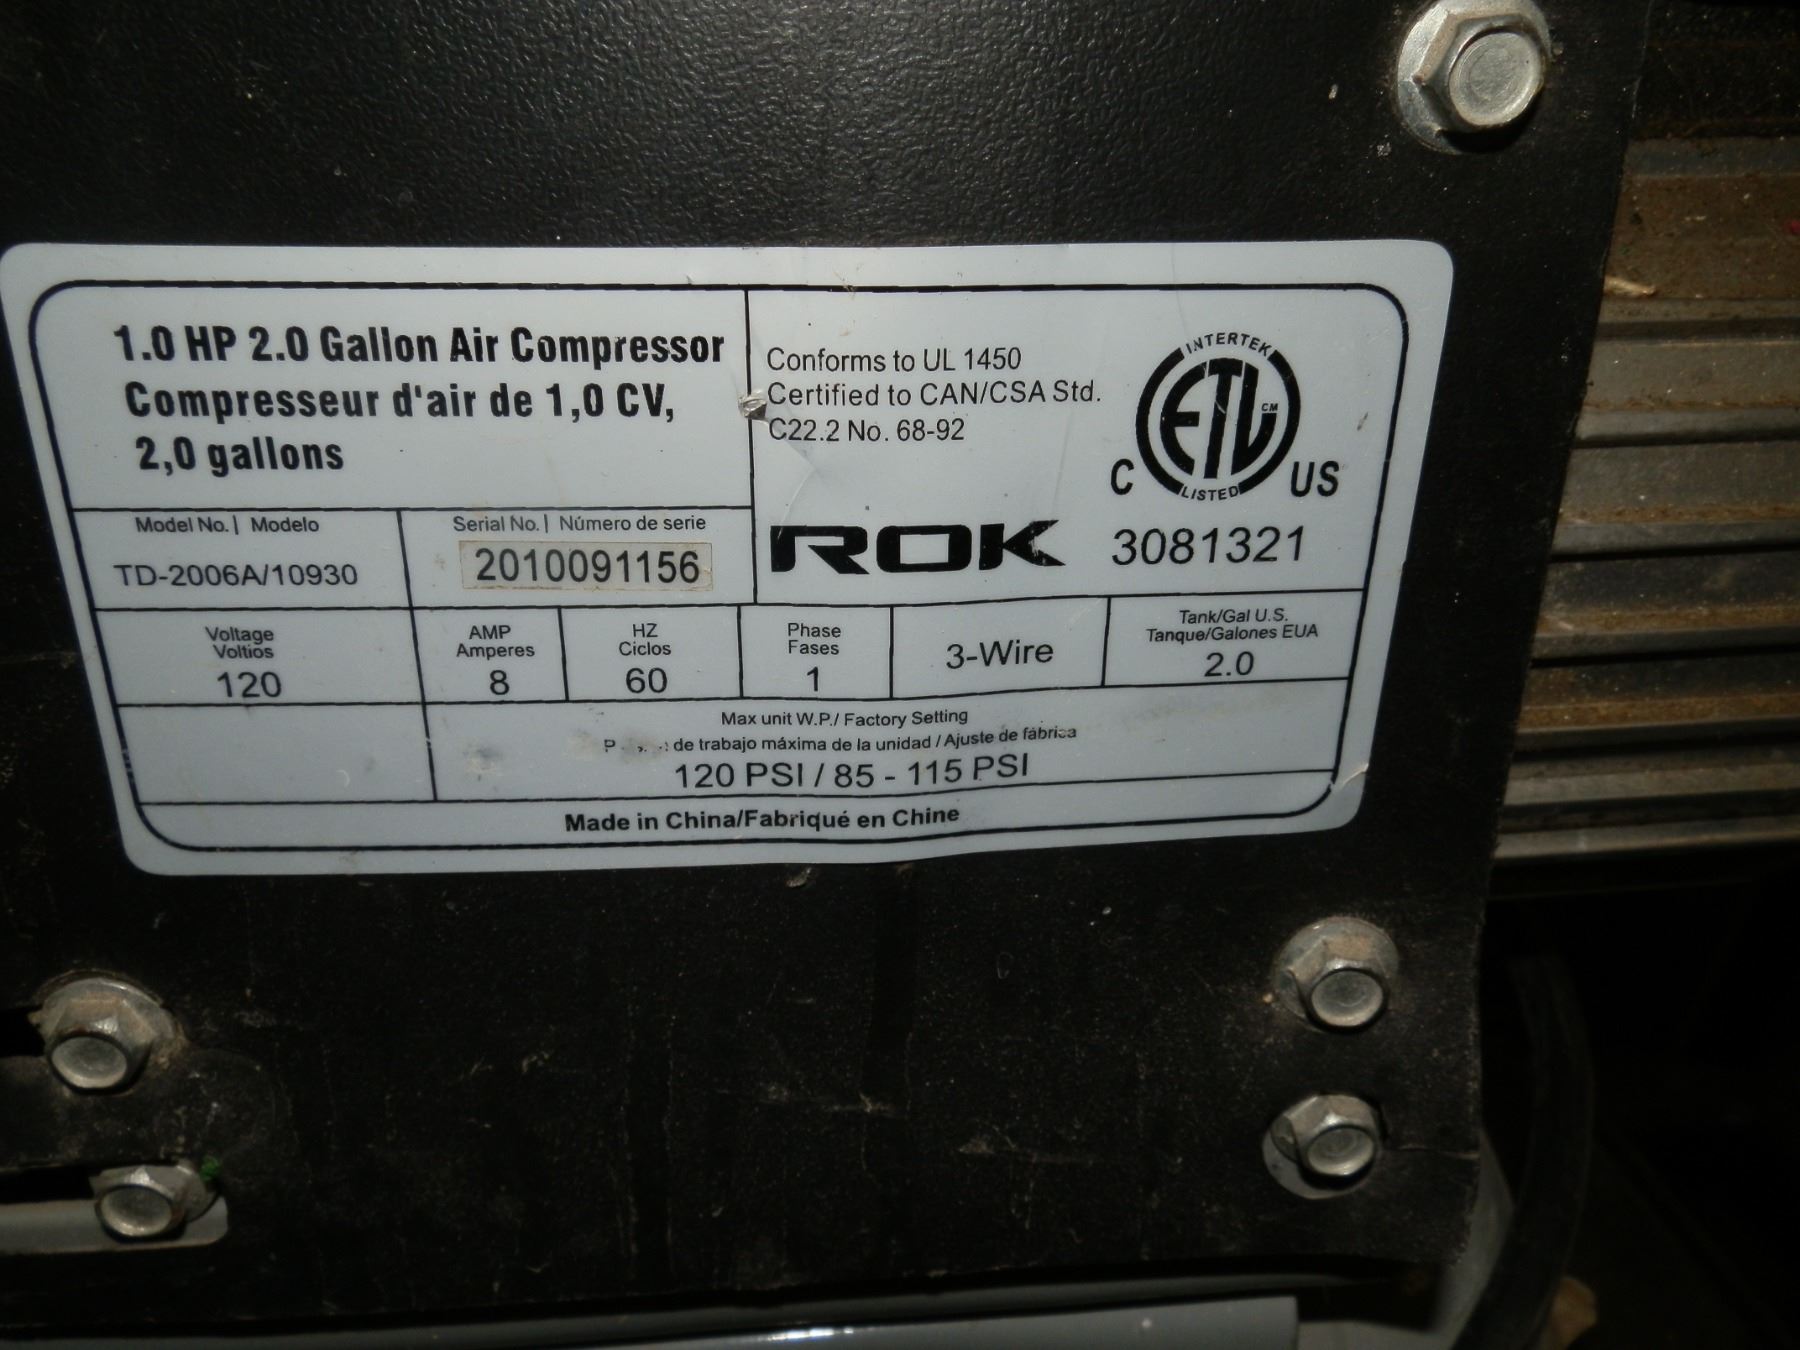 1.0 HP 2.0 Gallon Air Compressor
Compresseur d'air de 1,0 CV,
2,0 gallons
Conforms to UL 1450
Certified to CAN/CSA Std.
C22.2 No. 68-92
INTERTEK
ETL CM
LISTED
C US
Model No. | Modelo
TD-2006A/10930
Serial No. | Número de serie
2010091156
ROK 3081321
Voltage
Voltios
120
AMP
Amperes
8
HZ
Ciclos
60
Phase
Fases
1
3-Wire
Tank/Gal U.S.
Tanque/Galones EUA
2.0
Max unit W.P./ Factory Setting
de trabajo máxima de la unidad / Ajuste de fábrica
120 PSI / 85 - 115 PSI
Made in China/Fabriqué en Chine